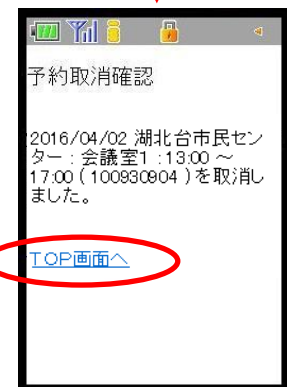 予約取消確認
2016/04/02 湖北台市民セン
ター：会議室1：13:00 ～
17:00 ( 100930904 )を取消し
ました。
TOP画面へ